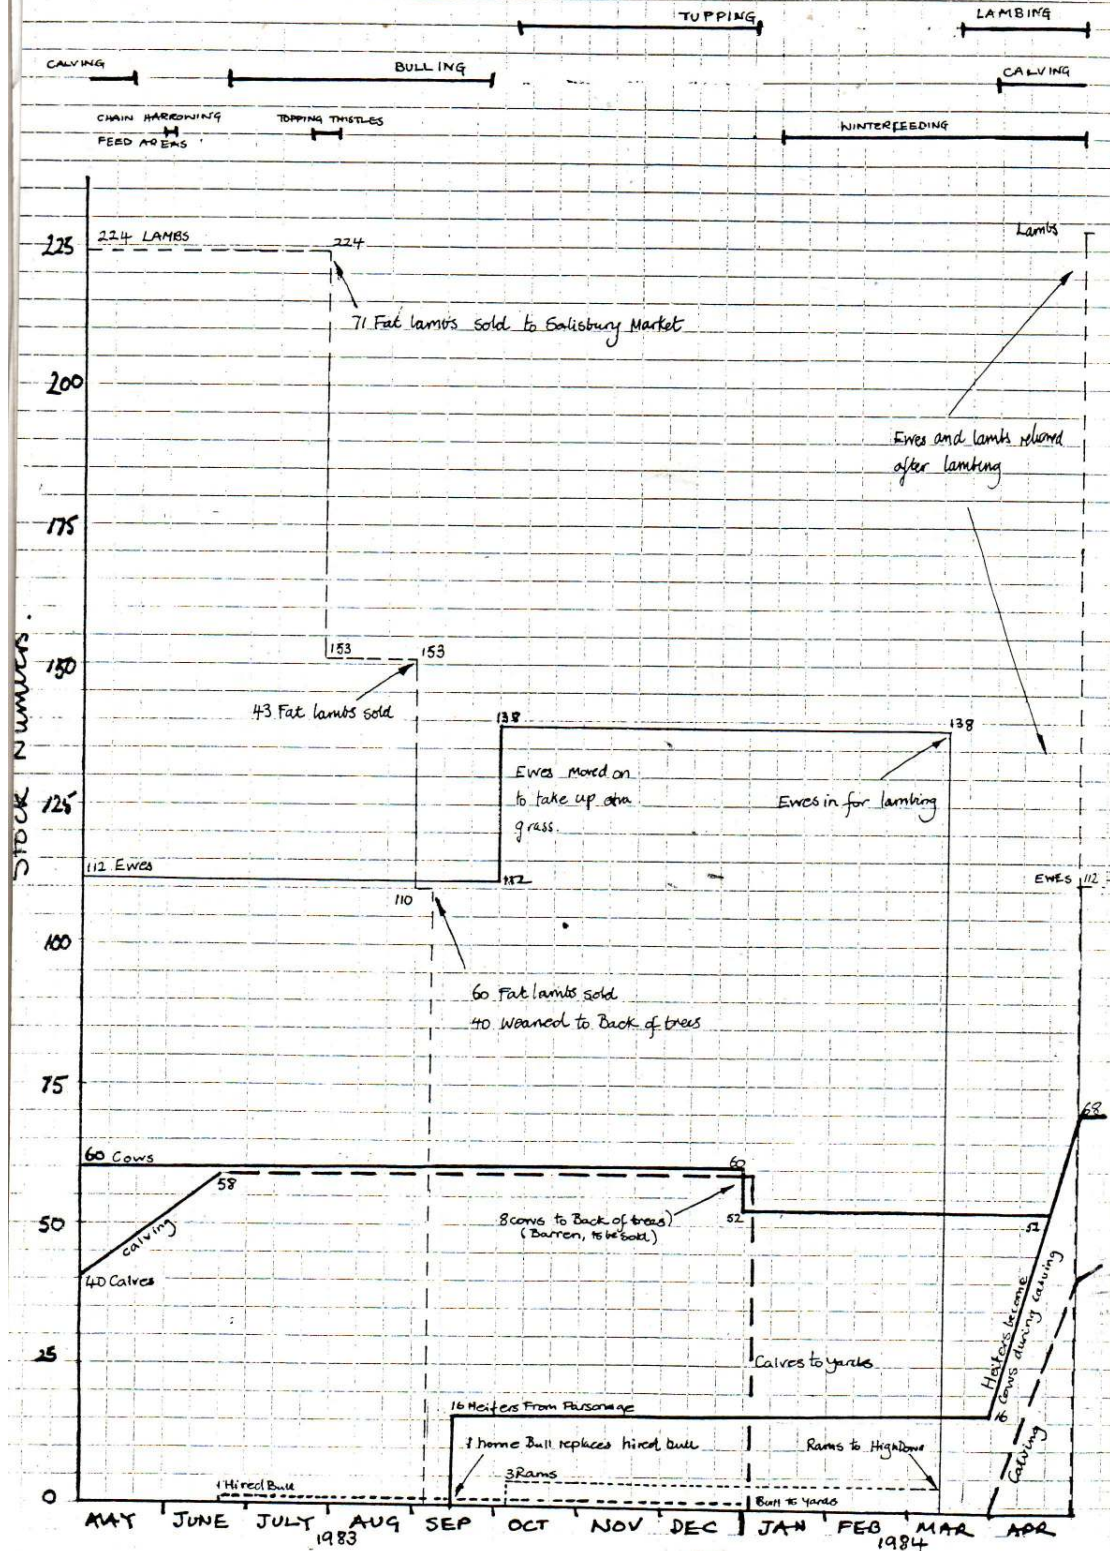 TUPPING
LAMBING
CALVING
BULLING
CALVING
CHAIN HARROWING
FEED AREAS
TOPPING THISTLES
WINTERFEEDING
225
224 LAMBS
224
Lambs
71 Fat lambs sold to Salisbury Market
200
Ewes and lambs
after lambing
175
Stock Numbers.
150
153
153
43 Fat lambs sold
138
138
Ewes moved on
to take up
grass.
Ewes in for lambing
125
112 Ewes
112
110
EWES 112
100
60 Fat lambs sold
40 Weaned to Back of trees
75
68
60 Cows
60
58
50
Calving
8 cows to Back of trees)
(Barren, to be sold)
52
52
40 Calves
Heifers become
Cows during calving
25
Calves to yards
16 Heifers From Parsonage
16
1 home Bull replaces hired bull
Rams to HighDown
Calving
3 Rams
1 Hired Bull
Bull to yards
0
MAY JUNE JULY AUG SEP OCT NOV DEC JAN FEB MAR APR
1983
1984